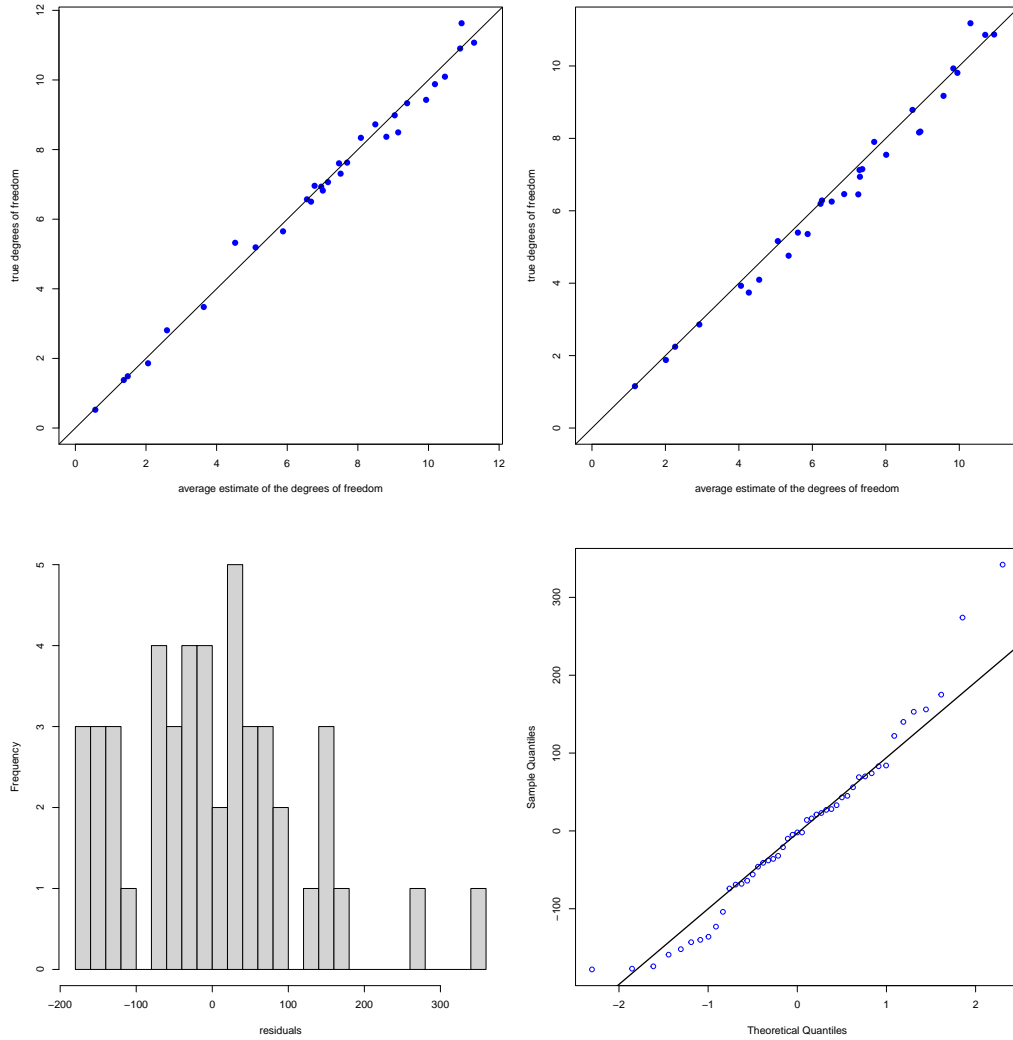 true degrees of freedom
0 2 4 6 8 10 12
0 2 4 6 8 10 12
average estimate of the degrees of freedom
true degrees of freedom
0 2 4 6 8 10
0 2 4 6 8 10
average estimate of the degrees of freedom
Frequency
0 1 2 3 4 5
−200 −100 0 100 200 300
residuals
Sample Quantiles
−100 0 100 200 300
−2 −1 0 1 2
Theoretical Quantiles